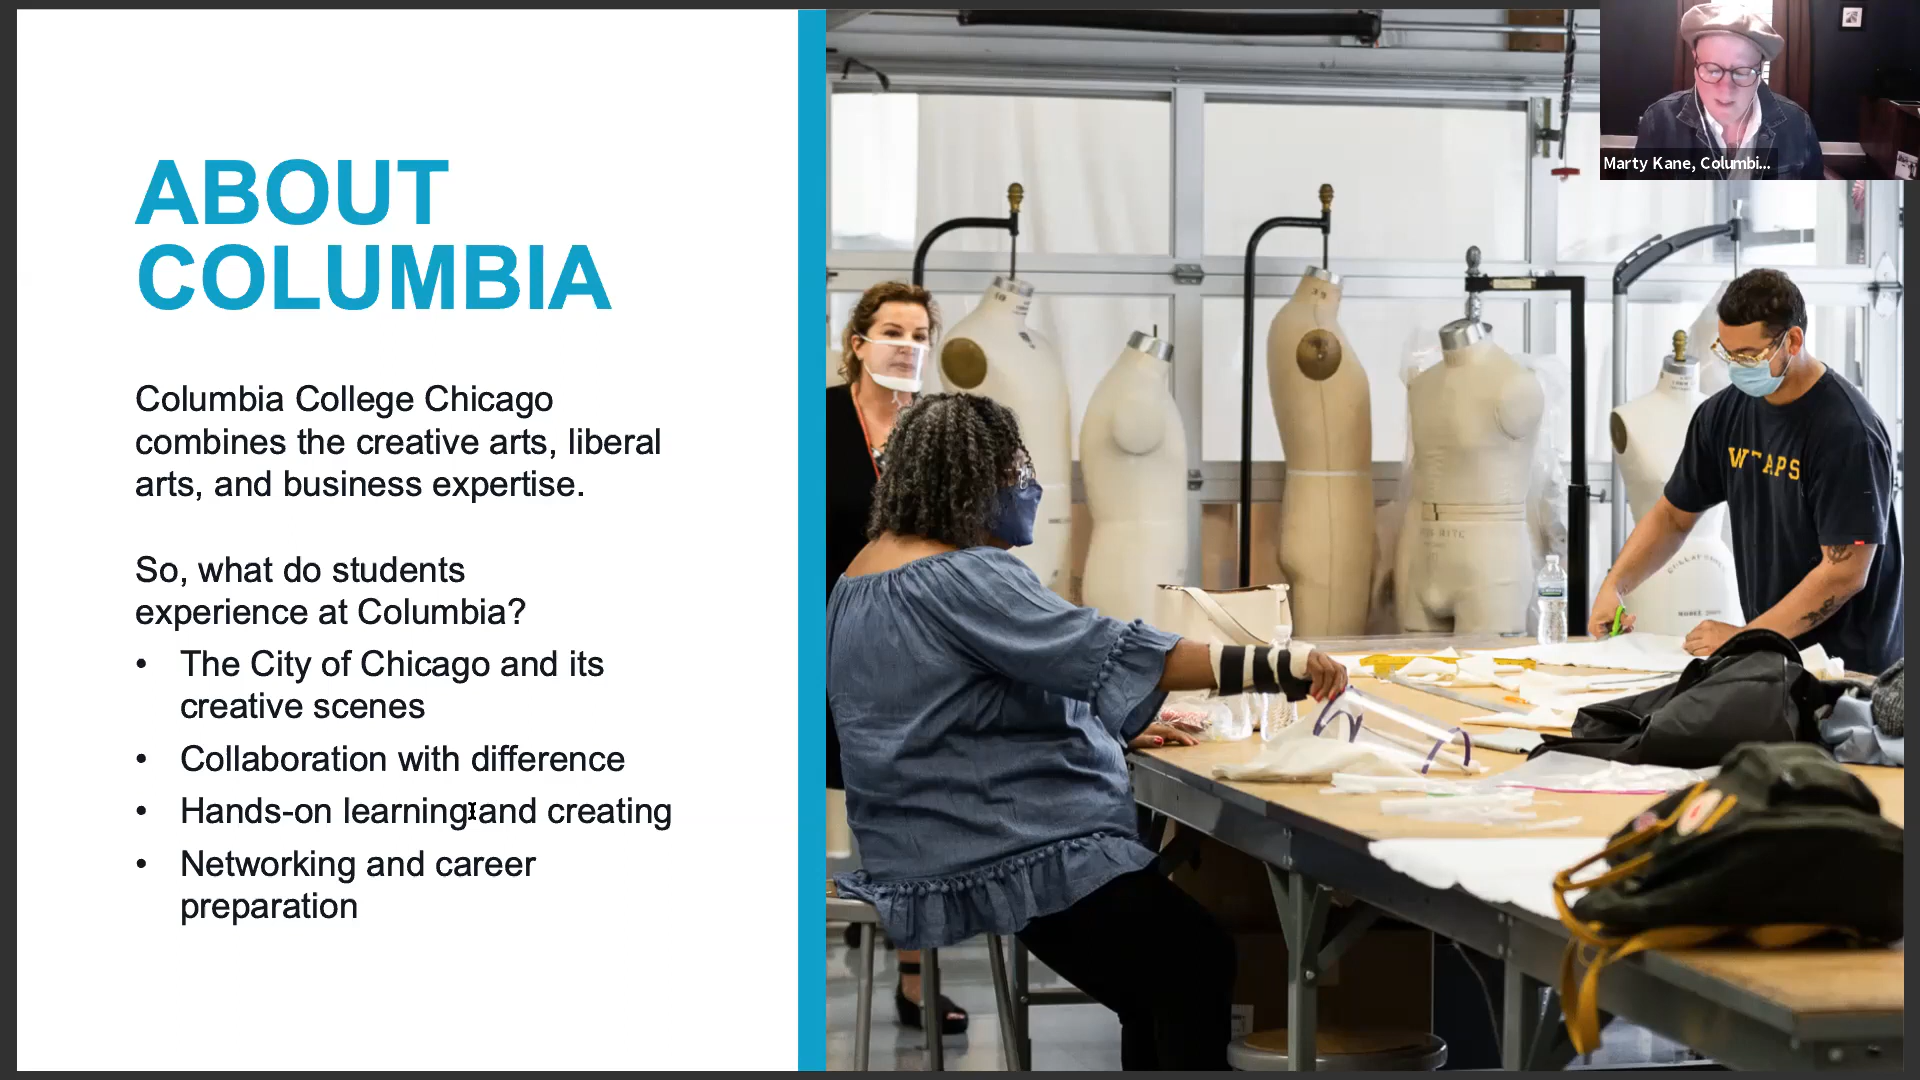 ABOUT
COLUMBIA
Columbia College Chicago
combines the creative arts, liberal
arts, and business expertise.
So, what do students
experience at Columbia?
• The City of Chicago and its
creative scenes
• Collaboration with difference
• Hands-on learning and creating
• Networking and career
preparation
Marty Kane, Columbi...